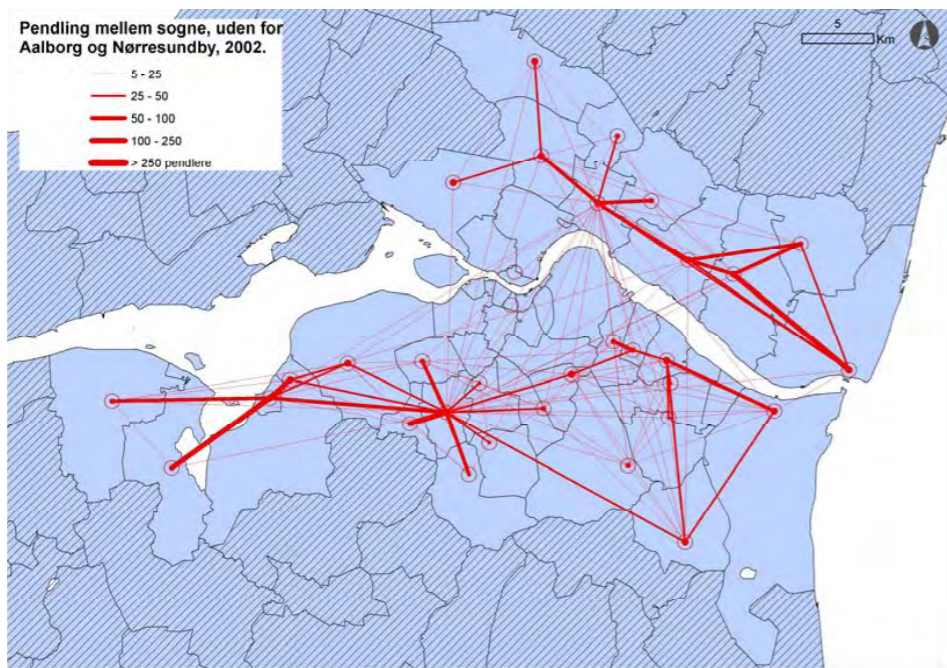 Pendling mellem sogne, uden for
Aalborg og Nørresundby, 2002.
5 - 25
25 - 50
50 - 100
100 - 250
> 250 pendlere
5
Km